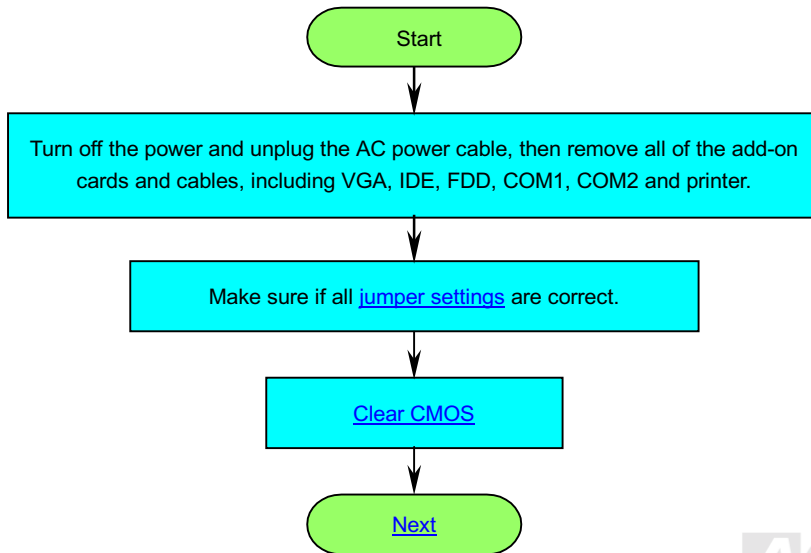 Start
Turn off the power and unplug the AC power cable, then remove all of the add-on
cards and cables, including VGA, IDE, FDD, COM1, COM2 and printer.
Make sure if all jumper settings are correct.
Clear CMOS
Next